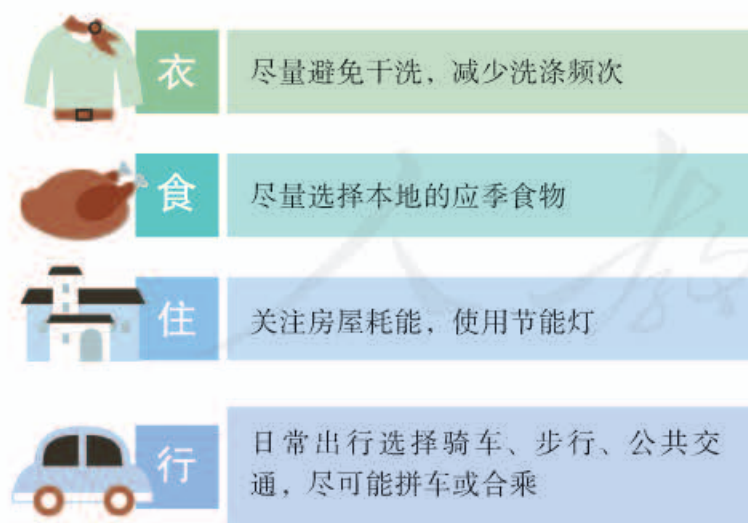 衣
尽量避免干洗，减少洗涤频次
食
尽量选择本地的应季食物
住
关注房屋耗能，使用节能灯
行
日常出行选择骑车、步行、公共交
通，尽可能拼车或合乘
人教